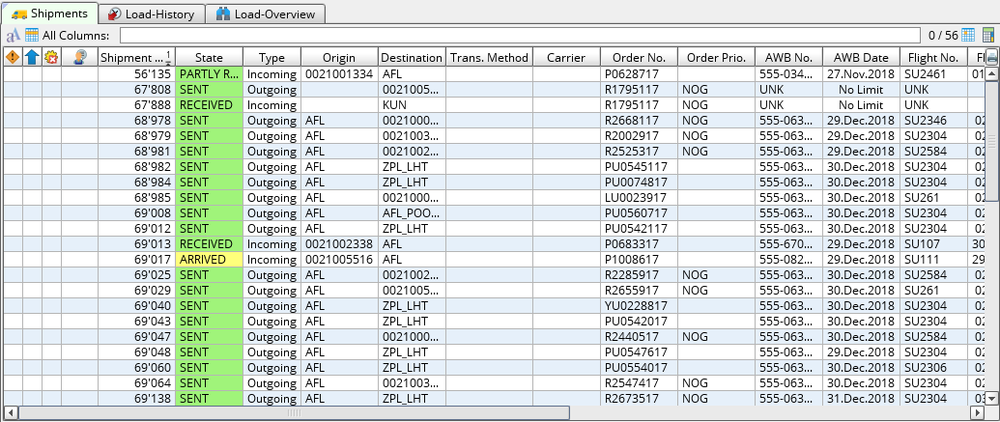 Shipments Load-History Load-Overview
All Columns: 0 / 56
Shipment ... 1 State Type Origin Destination Trans. Method Carrier Order No. Order Prio. AWB No. AWB Date Flight No. Fl
56'135 PARTLY R... Incoming 0021001334 AFL P0628717 555-034... 27.Nov.2018 SU2461 01
67'808 SENT Outgoing 0021005... R1795117 NOG UNK No Limit UNK
67'888 RECEIVED Incoming KUN R1795117 NOG UNK No Limit UNK
68'978 SENT Outgoing AFL 0021000... R2668117 NOG 555-063... 29.Dec.2018 SU2346 02
68'979 SENT Outgoing AFL 0021003... R2002917 NOG 555-063... 29.Dec.2018 SU2304 02
68'981 SENT Outgoing AFL 0021002... R2525317 NOG 555-063... 29.Dec.2018 SU2584 02
68'982 SENT Outgoing AFL ZPL_LHT PU0545117 555-063... 30.Dec.2018 SU2304 02
68'984 SENT Outgoing AFL ZPL_LHT PU0074817 555-063... 30.Dec.2018 SU2304 02
68'985 SENT Outgoing AFL 0021000... LU0023917 555-063... 30.Dec.2018 SU261 02
69'008 SENT Outgoing AFL AFL_POO... PU0560717 555-063... 30.Dec.2018 SU2304 02
69'012 SENT Outgoing AFL ZPL_LHT PU0542117 555-063... 30.Dec.2018 SU2304 02
69'013 RECEIVED Incoming 0021002338 AFL P0683317 555-670... 29.Dec.2018 SU107 30
69'017 ARRIVED Incoming 0021005516 AFL P1008617 555-082... 29.Dec.2018 SU111 29
69'025 SENT Outgoing AFL 0021002... R2285917 NOG 555-063... 29.Dec.2018 SU2584 02
69'029 SENT Outgoing AFL 0021005... R2655917 NOG 555-063... 30.Dec.2018 SU261 02
69'040 SENT Outgoing AFL ZPL_LHT YU0228817 555-063... 30.Dec.2018 SU2304 02
69'043 SENT Outgoing AFL ZPL_LHT PU0542017 555-063... 30.Dec.2018 SU2304 02
69'047 SENT Outgoing AFL 0021000... R2440517 NOG 555-063... 30.Dec.2018 SU2584 02
69'048 SENT Outgoing AFL ZPL_LHT PU0547617 555-063... 30.Dec.2018 SU2304 02
69'060 SENT Outgoing AFL ZPL_LHT PU0554017 555-063... 30.Dec.2018 SU2306 02
69'064 SENT Outgoing AFL 0021003... R2547417 NOG 555-063... 30.Dec.2018 SU2304 02
69'138 SENT Outgoing AFL ZPL_LHT R2673517 NOG 555-063... 31.Dec.2018 SU2304 03